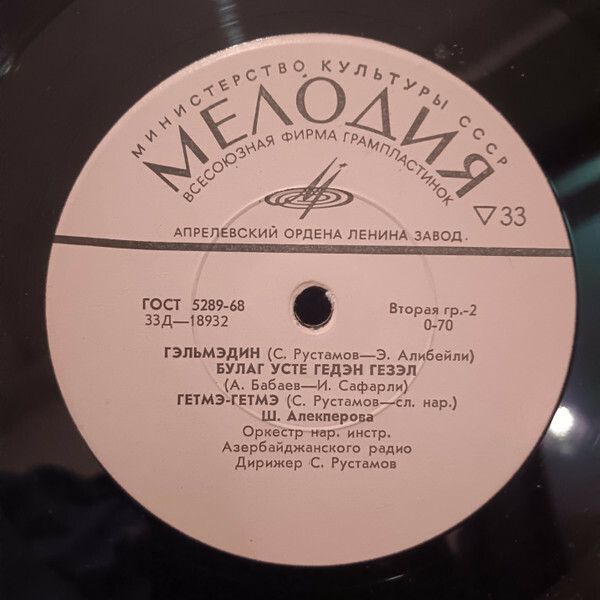 МИНИСТЕРСТВО КУЛЬТУРЫ СССР
МЕЛОДИЯ
ВСЕСОЮЗНАЯ ФИРМА ГРАМПЛАСТИНОК
▽33
АПРЕЛЕВСКИЙ ОРДЕНА ЛЕНИНА ЗАВОД.
ГОСТ 5289-68
33Д—18932
Вторая гр.-2
0-70
ГЭЛЬМЭДИН (С. Рустамов—Э. Алибейли)
БУЛАГ УСТЕ ГЕДЭН ГЕЗЭЛ
(А. Бабаев—И. Сафарли)
ГЕТМЭ-ГЕТМЭ (С. Рустамов—сл. нар.)
Ш. Алекперова
Оркестр нар. инстр.
Азербайджанского радио
Дирижер С. Рустамов